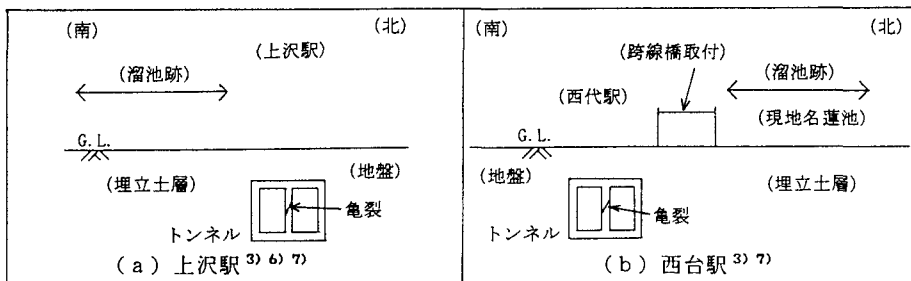 (南)
(北)
(上沢駅)
(溜池跡)
G.L.
(埋立土層)
(地盤)
亀裂
トンネル
(a) 上沢駅 3) 6) 7)
(南)
(北)
(跨線橋取付)
(溜池跡)
(西代駅)
(現地名蓮池)
G.L.
(地盤)
(埋立土層)
亀裂
トンネル
(b) 西台駅 3) 7)